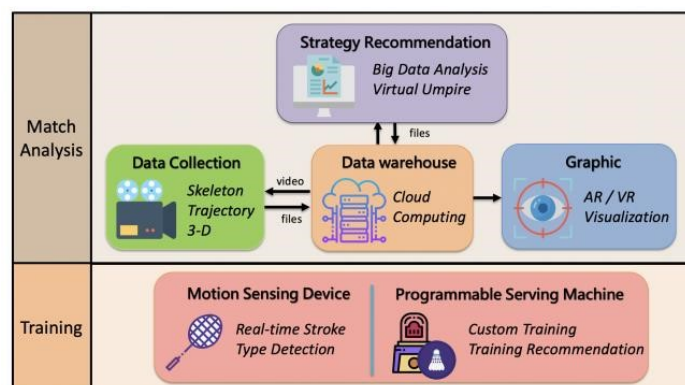 Strategy Recommendation
Big Data Analysis
Virtual Umpire
files
Match
Analysis
Data Collection
Skeleton
Trajectory
3-D
video
files
Data warehouse
Cloud
Computing
Graphic
AR / VR
Visualization
Training
Motion Sensing Device
Real-time Stroke
Type Detection
Programmable Serving Machine
Custom Training
Training Recommendation